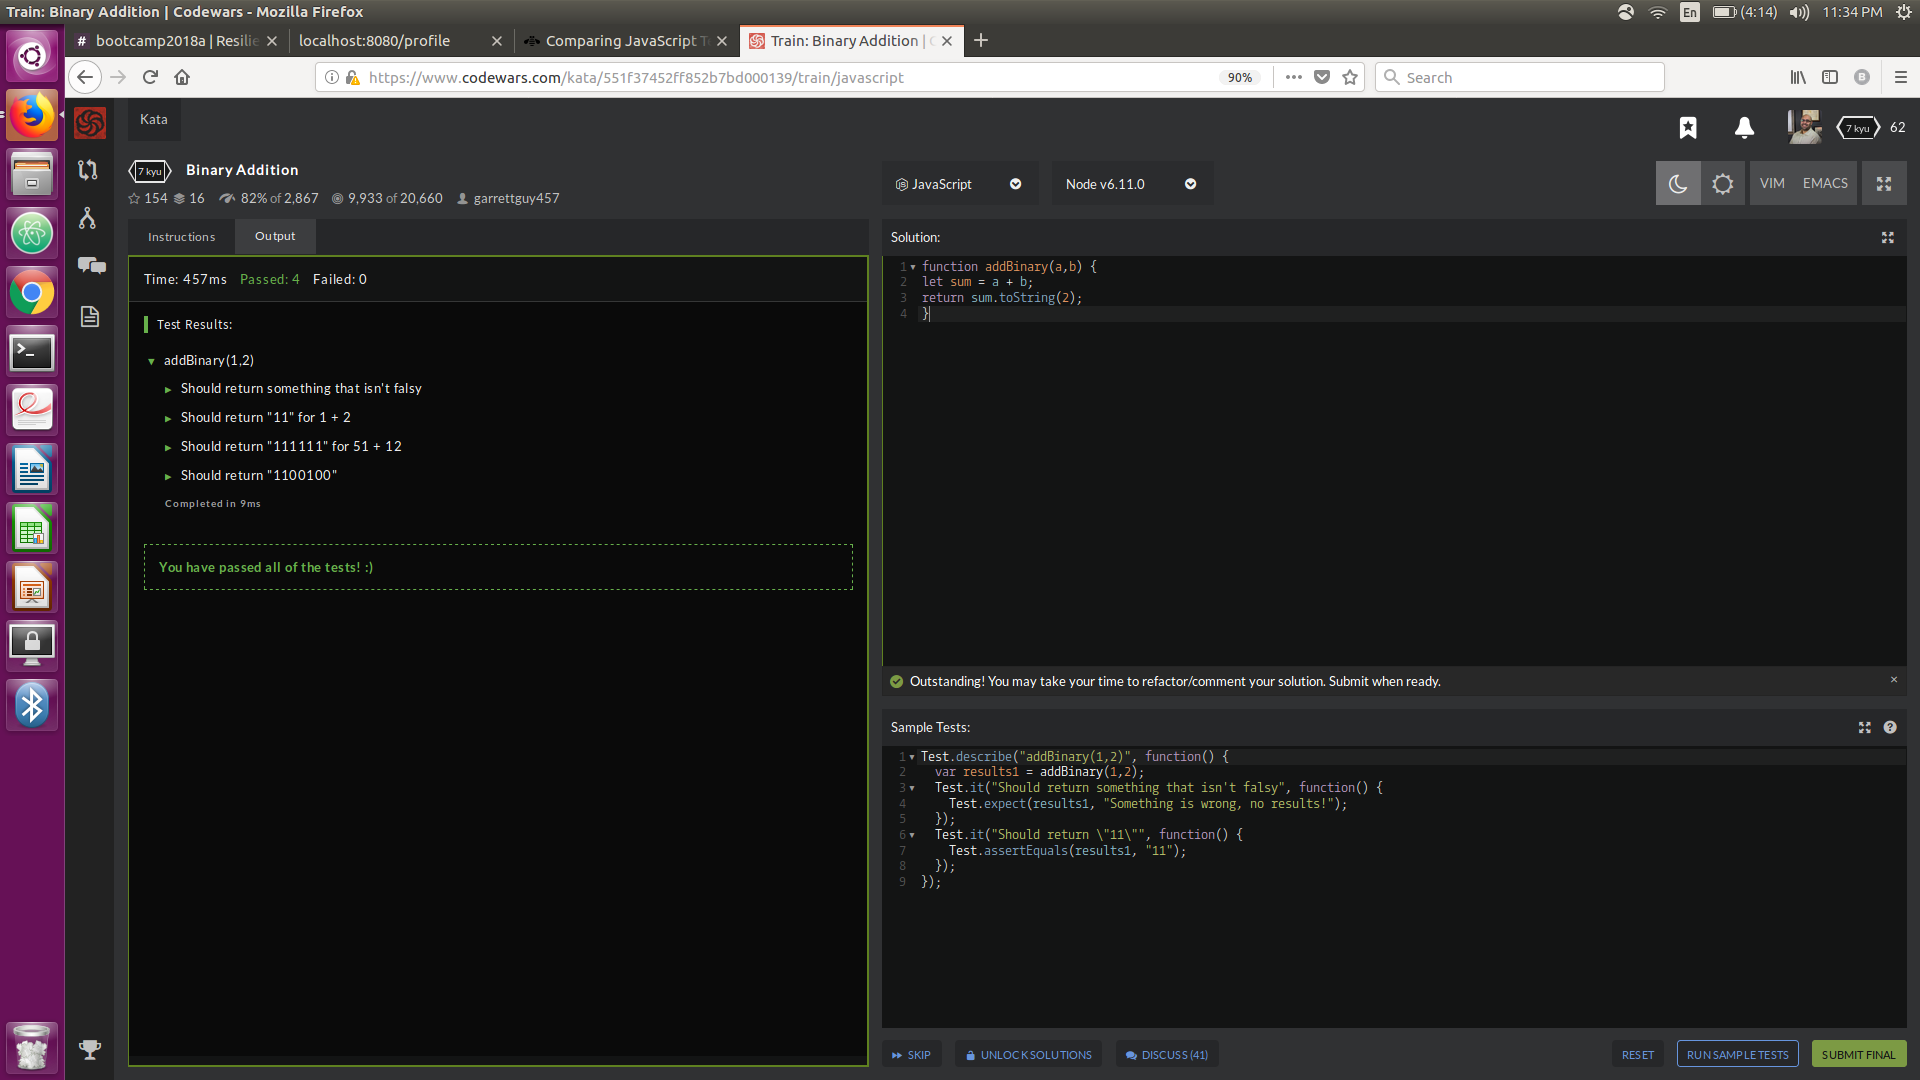 Train: Binary Addition | Codewars - Mozilla Firefox
En (4:14) 11:34 PM
# bootcamp2018a | Resilie
localhost:8080/profile
Comparing JavaScript T
Train: Binary Addition |
https://www.codewars.com/kata/551f37452ff852b7bd000139/train/javascript
90%
Search
Kata
7 kyu 62
7 kyu Binary Addition
154 16 82% of 2,867 9,933 of 20,660 garrettguy457
JavaScript
Node v6.11.0
VIM EMACS
Instructions Output
Time: 457ms Passed: 4 Failed: 0
Test Results:
addBinary(1,2)
Should return something that isn't falsy
Should return "11" for 1 + 2
Should return "111111" for 51 + 12
Should return "1100100"
Completed in 9ms
You have passed all of the tests! :)
Solution:
1 function addBinary(a,b) {
2 let sum = a + b;
3 return sum.toString(2);
4 }
Outstanding! You may take your time to refactor/comment your solution. Submit when ready.
Sample Tests:
1 Test.describe("addBinary(1,2)", function() {
2 var results1 = addBinary(1,2);
3 Test.it("Should return something that isn't falsy", function() {
4 Test.expect(results1, "Something is wrong, no results!");
5 });
6 Test.it("Should return \"11\"", function() {
7 Test.assertEquals(results1, "11");
8 });
9 });
SKIP UNLOCK SOLUTIONS DISCUSS (41)
RESET RUN SAMPLE TESTS SUBMIT FINAL